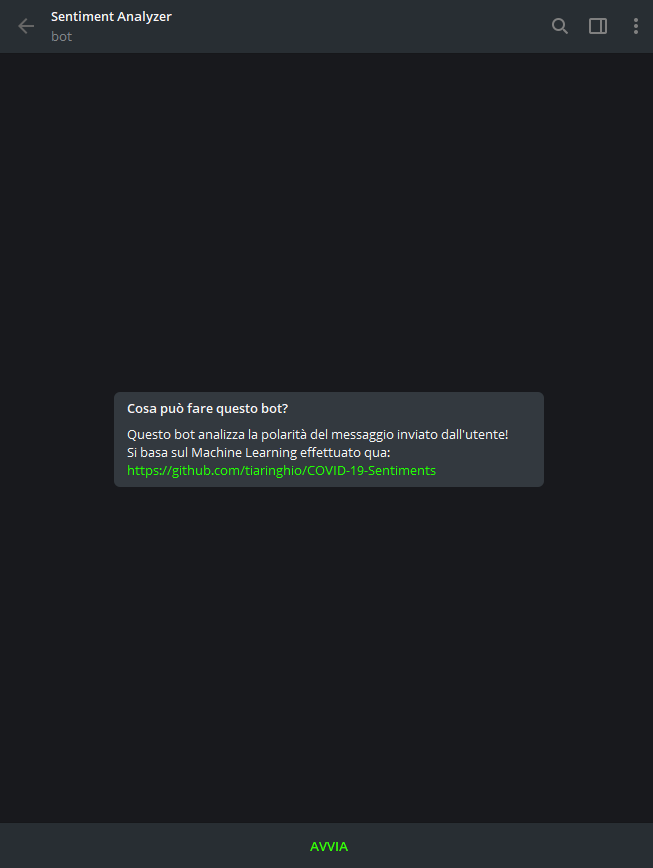 Sentiment Analyzer
bot
Cosa può fare questo bot?
Questo bot analizza la polarità del messaggio inviato dall'utente!
Si basa sul Machine Learning effettuato qua:
https://github.com/tiaringhio/COVID-19-Sentiments
AVVIA